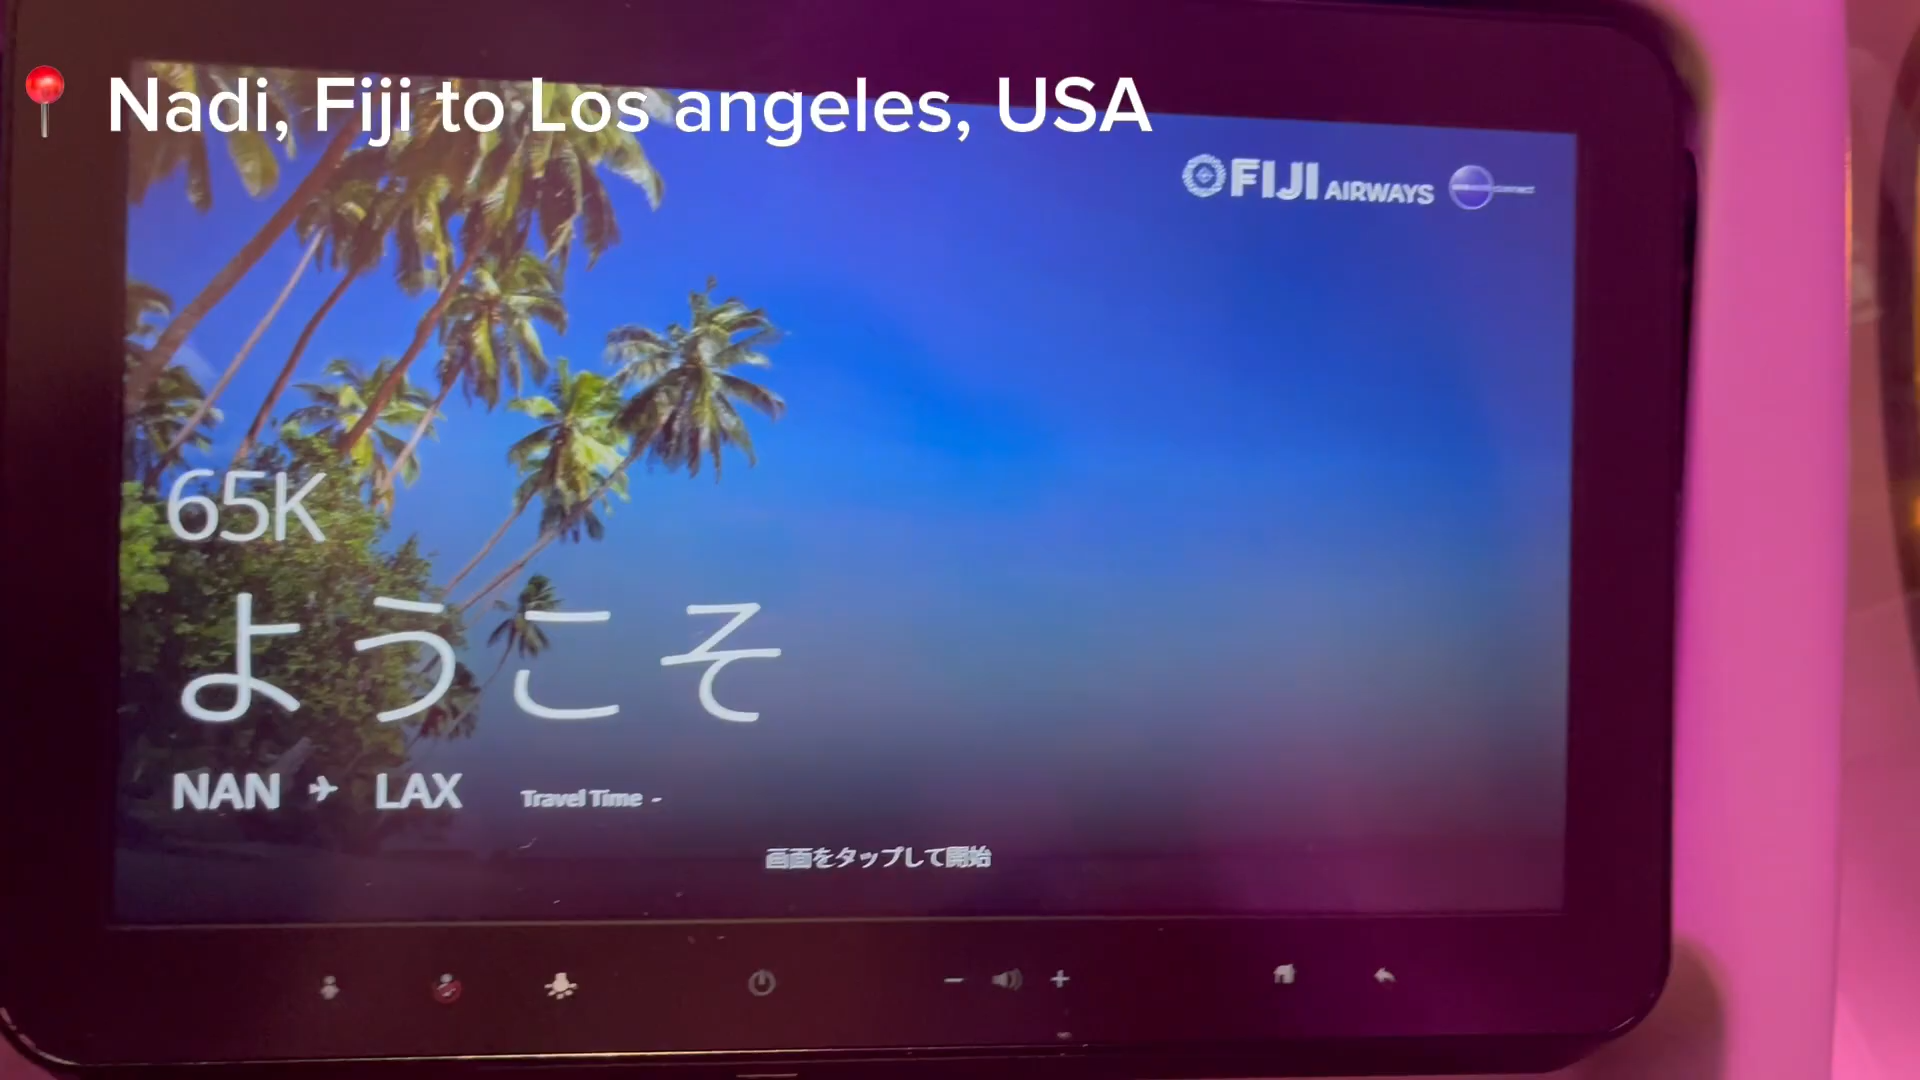 📍 Nadi, Fiji to Los angeles, USA
FIJI AIRWAYS
65K
ようこそ
NAN ✈ LAX Travel Time -
画面をタップして開始